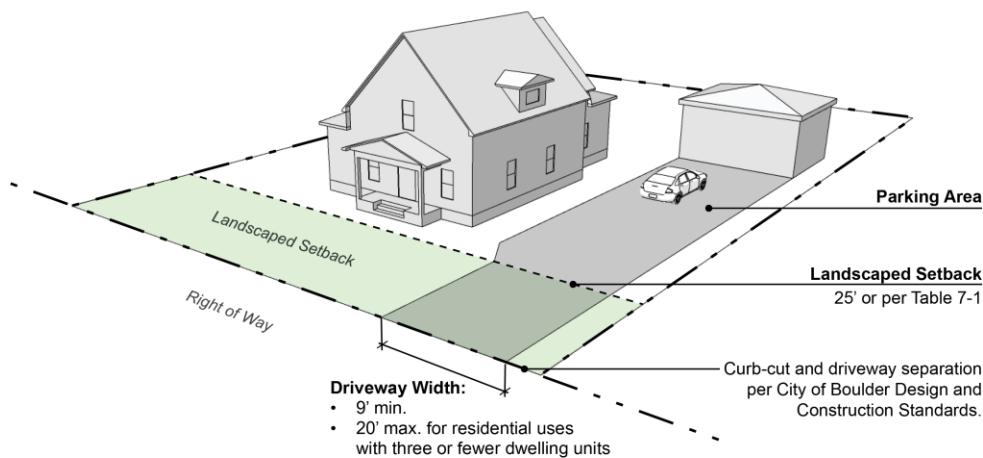 Parking Area
Landscaped Setback
Landscaped Setback
25' or per Table 7-1
Right of Way
Curb-cut and driveway separation
per City of Boulder Design and
Construction Standards.
Driveway Width:
• 9' min.
• 20' max. for residential uses
with three or fewer dwelling units